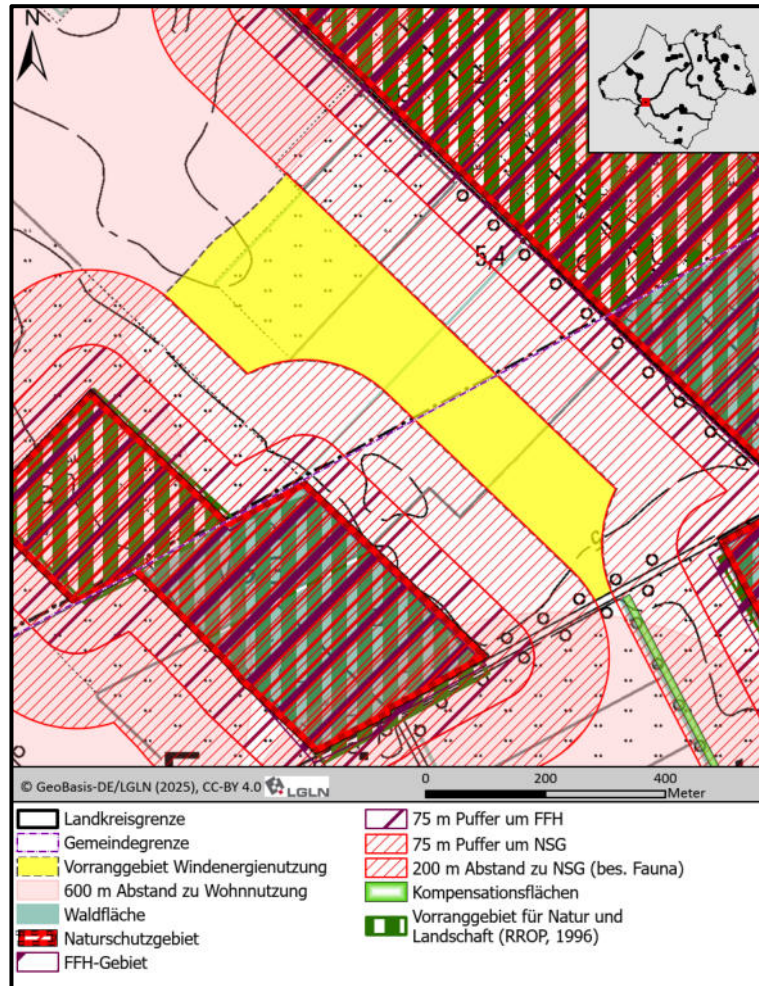 N
5,4
5
© GeoBasis-DE/LGLN (2025), CC-BY 4.0 LGLN
0 200 400
Meter
Landkreisgrenze
Gemeindegrenze
Vorranggebiet Windenergienutzung
600 m Abstand zu Wohnnutzung
Waldfläche
Naturschutzgebiet
FFH-Gebiet
75 m Puffer um FFH
75 m Puffer um NSG
200 m Abstand zu NSG (bes. Fauna)
Kompensationsflächen
Vorranggebiet für Natur und
Landschaft (RROP, 1996)